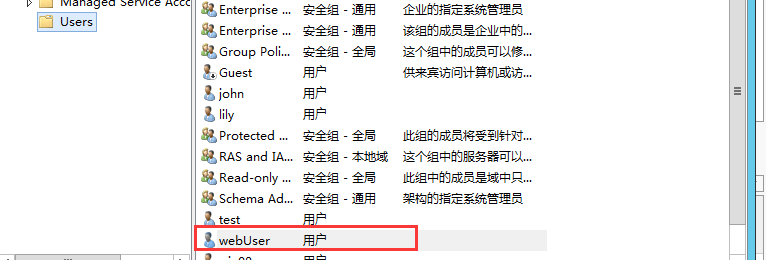 Managed Service Acco
Users
Enterprise ... 安全组 - 通用 企业的指定系统管理员
Enterprise ... 安全组 - 通用 该组的成员是企业中的...
Group Poli... 安全组 - 全局 这个组中的成员可以修...
Guest 用户 供来宾访问计算机或访...
john 用户
lily 用户
Protected ... 安全组 - 全局 此组的成员将受到针对...
RAS and IA... 安全组 - 本地域 这个组中的服务器可以...
Read-only ... 安全组 - 全局 此组中的成员是域中只...
Schema Ad... 安全组 - 通用 架构的指定系统管理员
test 用户
webUser 用户
用户